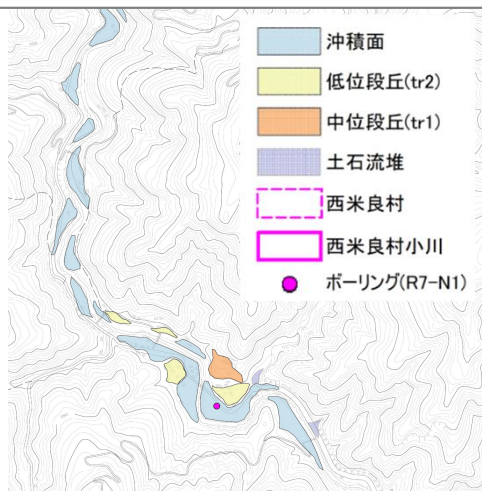 沖積面
低位段丘(tr2)
中位段丘(tr1)
土石流堆
西米良村
西米良村小川
ボーリング(R7-N1)